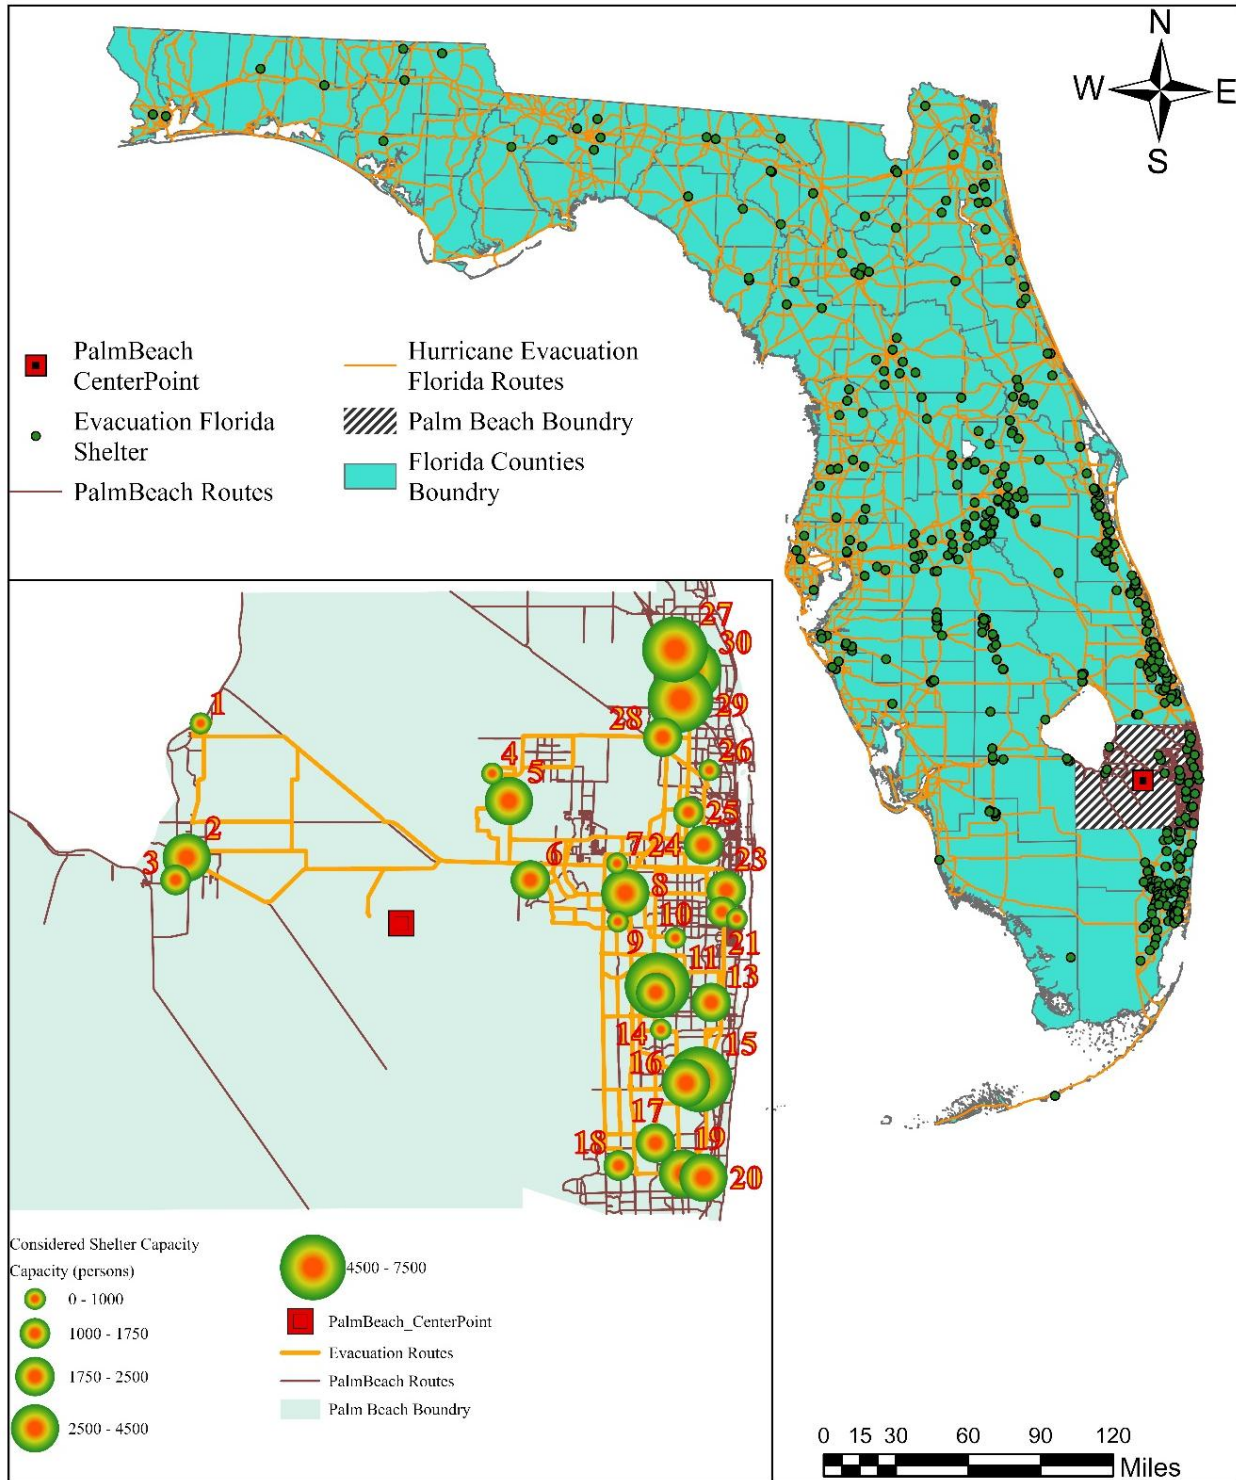 N
W E
S
PalmBeach
CenterPoint
Evacuation Florida
Shelter
PalmBeach Routes
Hurricane Evacuation
Florida Routes
Palm Beach Boundry
Florida Counties
Boundry
27
30
1
29
28
26
4
5
25
2
7 24
23
3
6
8
10
21
9
11
13
14
15
16
17
18
19
20
Considered Shelter Capacity
Capacity (persons)
0 - 1000
1000 - 1750
1750 - 2500
2500 - 4500
4500 - 7500
PalmBeach_CenterPoint
Evacuation Routes
PalmBeach Routes
Palm Beach Boundry
0 15 30 60 90 120
Miles